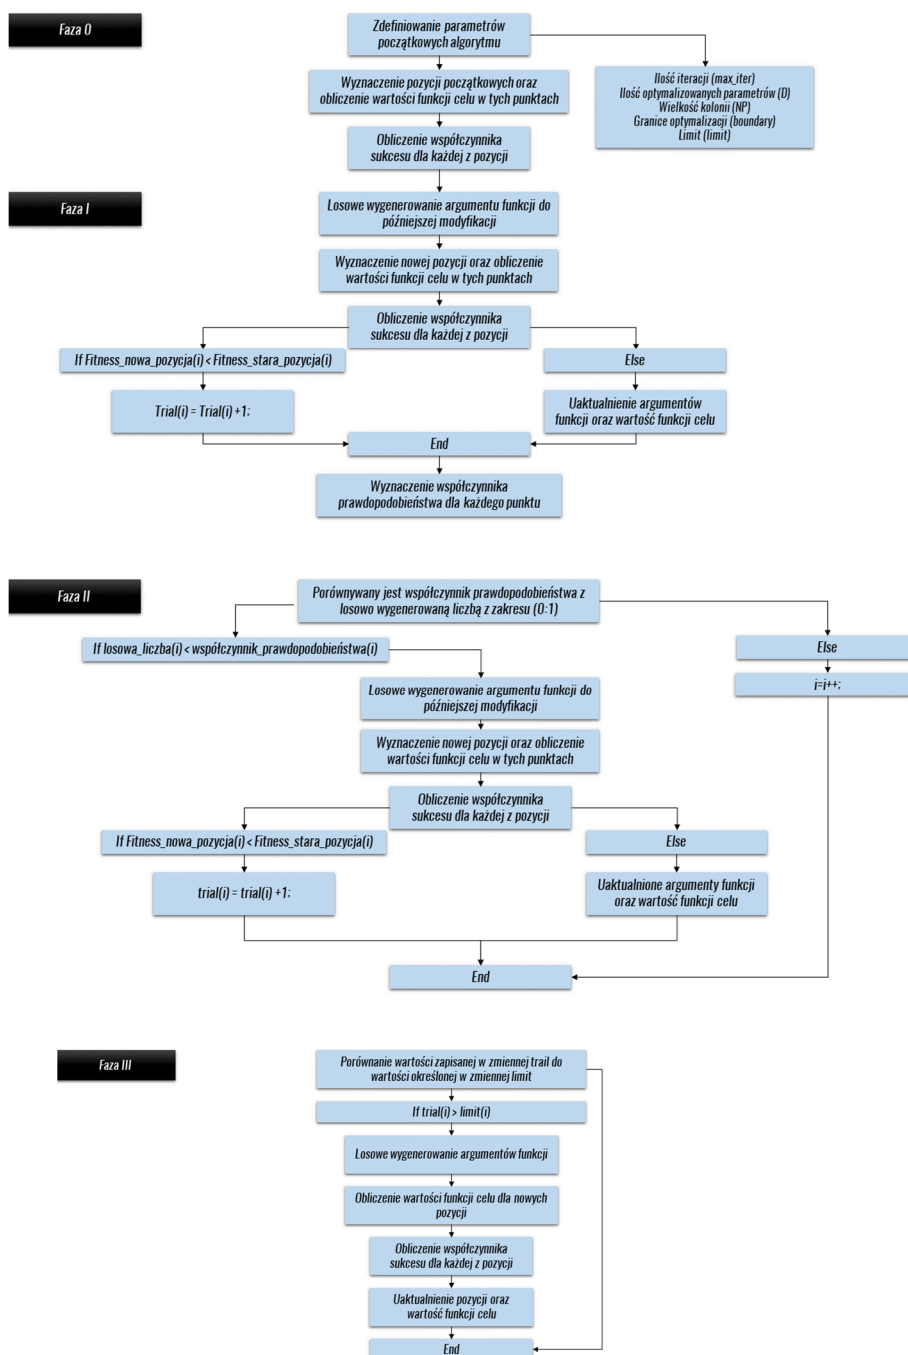 Faza 0
Zdefiniowanie parametrów
początkowych algorytmu
Wyznaczenie pozycji początkowych oraz
obliczenie wartości funkcji celu w tych punktach
Ilość iteracji (max_iter)
Ilość optymalizowanych parametrów (D)
Wielkość kolonii (NP)
Granice optymalizacji (boundary)
Limit (limit)
Obliczenie współczynnika
sukcesu dla każdej z pozycji
Faza I
Losowe wygenerowanie argumentu funkcji do
późniejszej modyfikacji
Wyznaczenie nowej pozycji oraz obliczenie
wartości funkcji celu w tych punktach
Obliczenie współczynnika
sukcesu dla każdej z pozycji
If Fitness_nowa_pozycja(i) < Fitness_stara_pozycja(i)
Else
Trial(i) = Trial(i) +1;
Uaktualnienie argumentów
funkcji oraz wartość funkcji celu
End
Wyznaczenie współczynnika
prawdopodobieństwa dla każdego punktu
Faza II
Porównywany jest współczynnik prawdopodobieństwa z
losowo wygenerowaną liczbą z zakresu (0:1)
If losowa_liczba(i) < współczynnik_prawdopodobieństwa(i)
Else
i=i++;
Losowe wygenerowanie argumentu funkcji do
późniejszej modyfikacji
Wyznaczenie nowej pozycji oraz obliczenie
wartości funkcji celu w tych punktach
Obliczenie współczynnika
sukcesu dla każdej z pozycji
If Fitness_nowa_pozycja(i) < Fitness_stara_pozycja(i)
Else
trial(i) = trial(i) +1;
Uaktualnione argumenty funkcji
oraz wartość funkcji celu
End
Faza III
Porównanie wartości zapisanej w zmiennej trail do
wartości określonej w zmiennej limit
If trial(i) > limit(i)
Losowe wygenerowanie argumentów funkcji
Obliczenie wartości funkcji celu dla nowych
pozycji
Obliczenie współczynnika
sukcesu dla każdej z pozycji
Uaktualnienie pozycji oraz
wartość funkcji celu
End